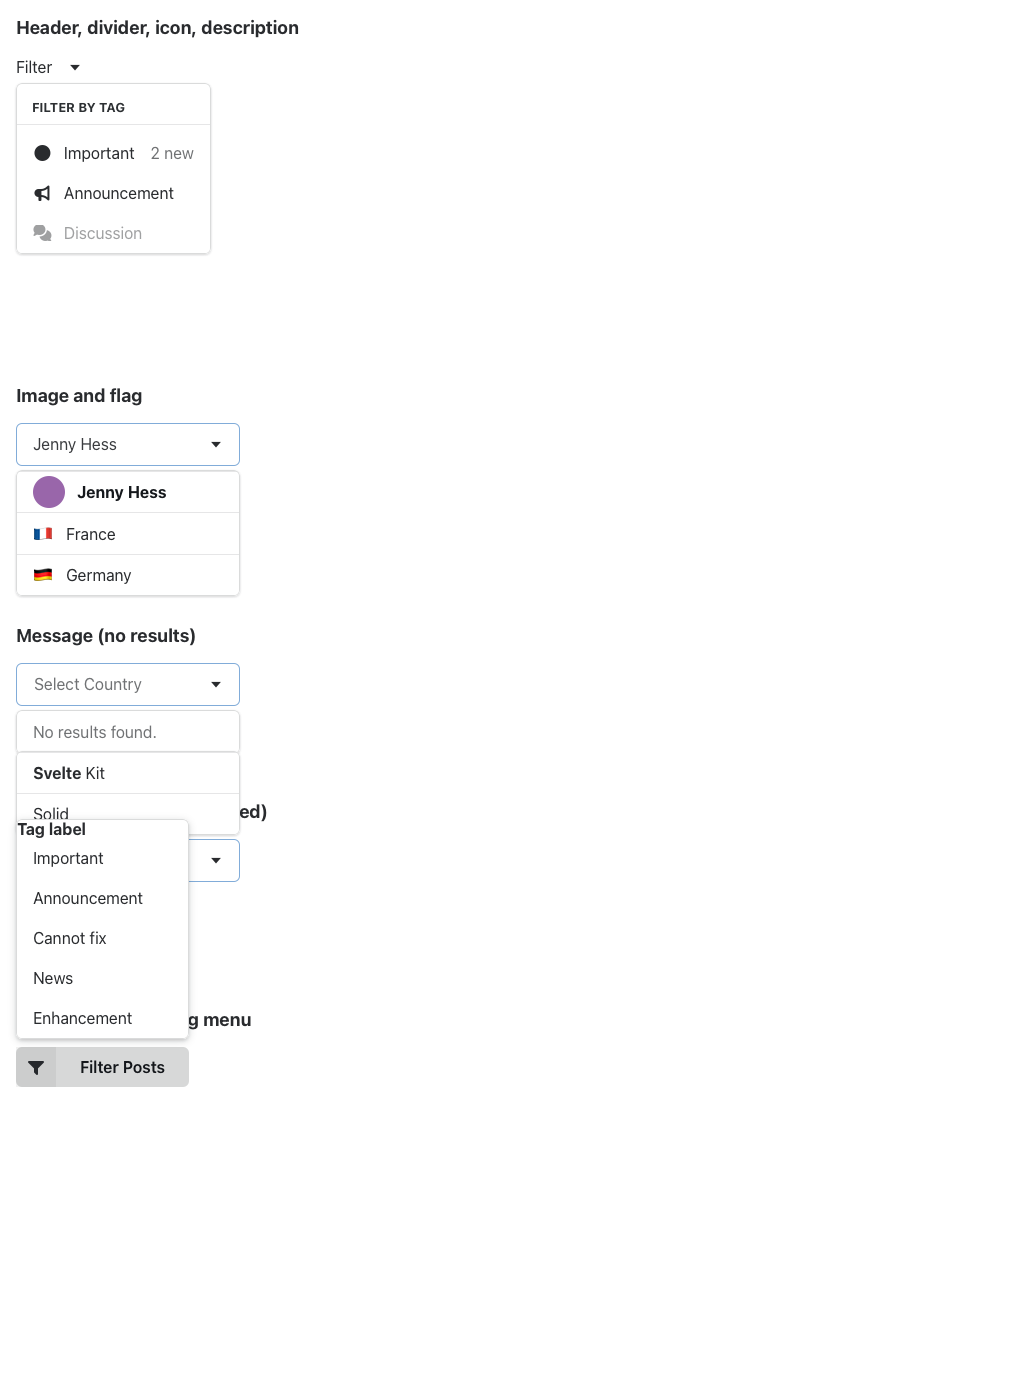 Header, divider, icon, description
Filter
FILTER BY TAG
Important 2 new
Announcement
Discussion
Image and flag
Jenny Hess
Jenny Hess
France
Germany
Message (no results)
Select Country
No results found.
Svelte Kit
Solid
ed)
Tag label
Important
Announcement
Cannot fix
News
Enhancement
g menu
Filter Posts